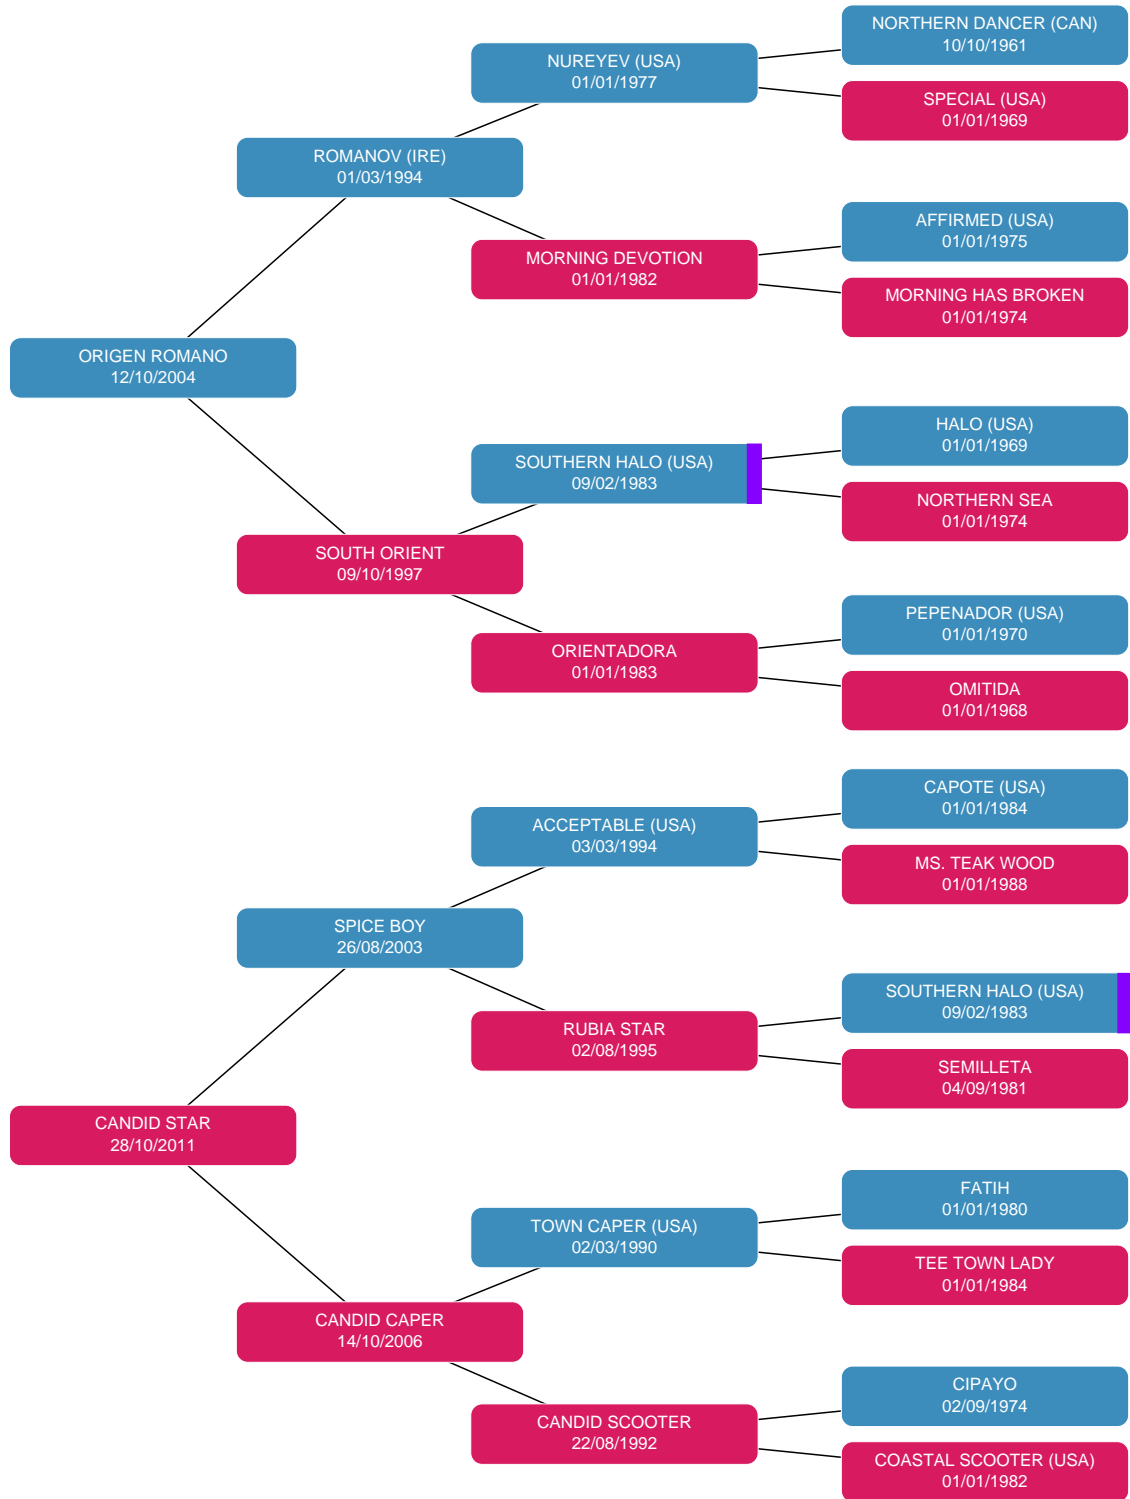 NORTHERN DANCER (CAN)
10/10/1961
NUREYEV (USA)
01/01/1977
SPECIAL (USA)
01/01/1969
ROMANOV (IRE)
01/03/1994
AFFIRMED (USA)
01/01/1975
MORNING DEVOTION
01/01/1982
MORNING HAS BROKEN
01/01/1974
ORIGEN ROMANO
12/10/2004
HALO (USA)
01/01/1969
SOUTHERN HALO (USA)
09/02/1983
NORTHERN SEA
01/01/1974
SOUTH ORIENT
09/10/1997
PEPENADOR (USA)
01/01/1970
ORIENTADORA
01/01/1983
OMITIDA
01/01/1968
CAPOTE (USA)
01/01/1984
ACCEPTABLE (USA)
03/03/1994
MS. TEAK WOOD
01/01/1988
SPICE BOY
26/08/2003
SOUTHERN HALO (USA)
09/02/1983
RUBIA STAR
02/08/1995
SEMILLETA
04/09/1981
CANDID STAR
28/10/2011
FATIH
01/01/1980
TOWN CAPER (USA)
02/03/1990
TEE TOWN LADY
01/01/1984
CANDID CAPER
14/10/2006
CIPAYO
02/09/1974
CANDID SCOOTER
22/08/1992
COASTAL SCOOTER (USA)
01/01/1982